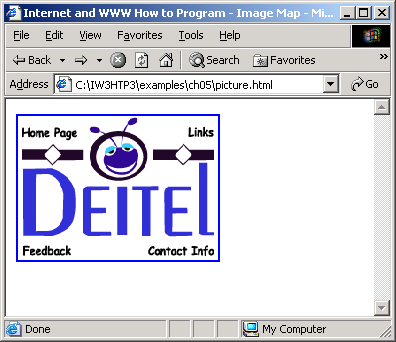 Internet and WWW How to Program - Image Map - Mi...
File Edit View Favorites Tools Help
Back Search Favorites »
Address C:\IW3HTP3\examples\ch05\picture.html Go
Home Page Links
DEITEL
Feedback Contact Info
Done My Computer